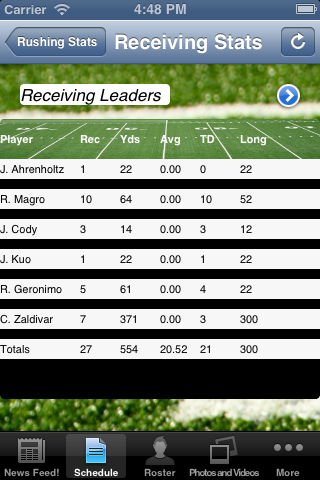 Carrier 4:48 PM
Rushing Stats Receiving Stats
Receiving Leaders
Player Rec Yds Avg TD Long
J. Ahrenholtz 1 22 0.00 0 22
R. Magro 10 64 0.00 10 52
J. Cody 3 14 0.00 3 12
J. Kuo 1 22 0.00 1 22
R. Geronimo 5 61 0.00 4 22
C. Zaldivar 7 371 0.00 3 300
Totals 27 554 20.52 21 300
News Feed! Schedule Roster Photos and Videos More